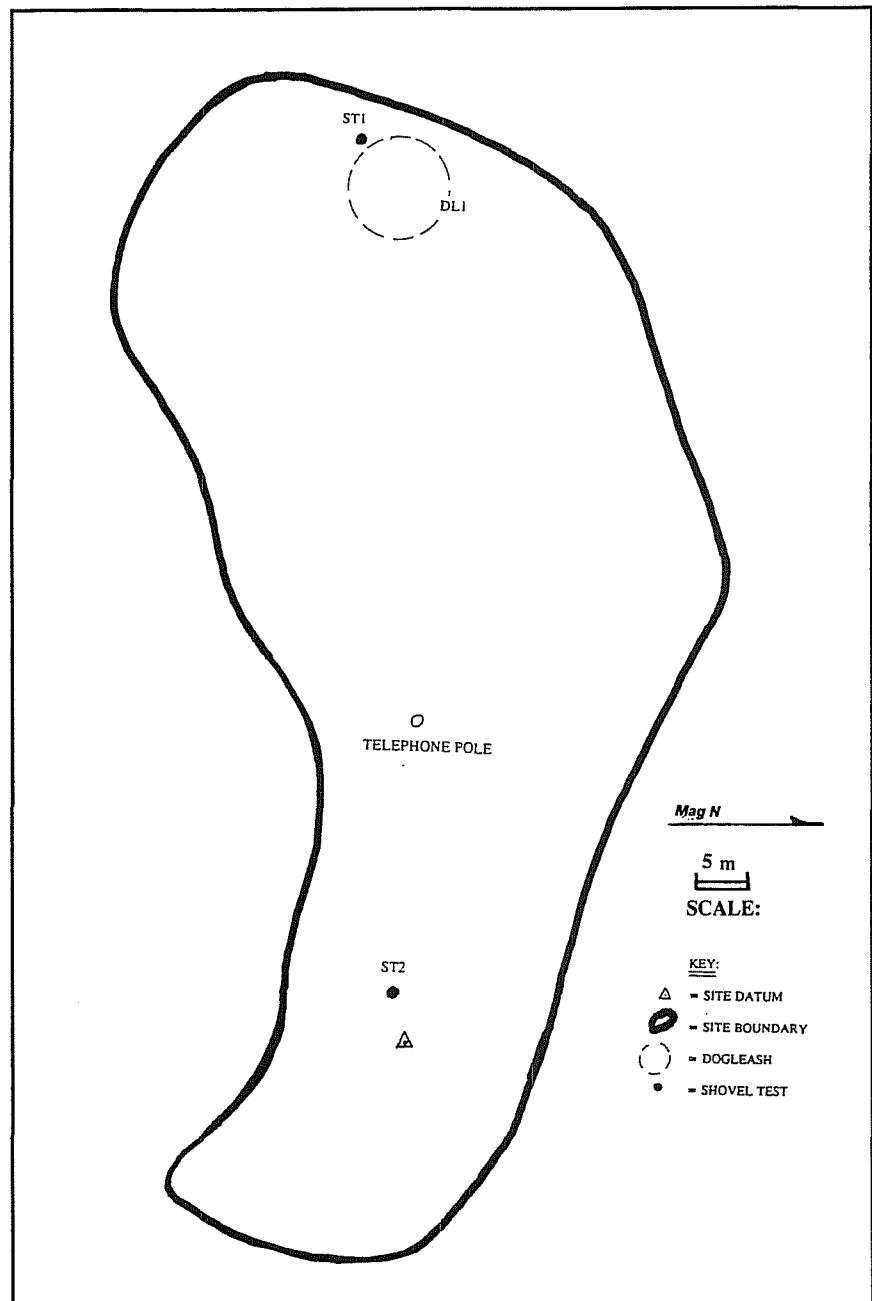 ST1
DL1
TELEPHONE POLE
Mag N
5 m
SCALE:
ST2
KEY:
= SITE DATUM
= SITE BOUNDARY
= DOGLEASH
= SHOVEL TEST